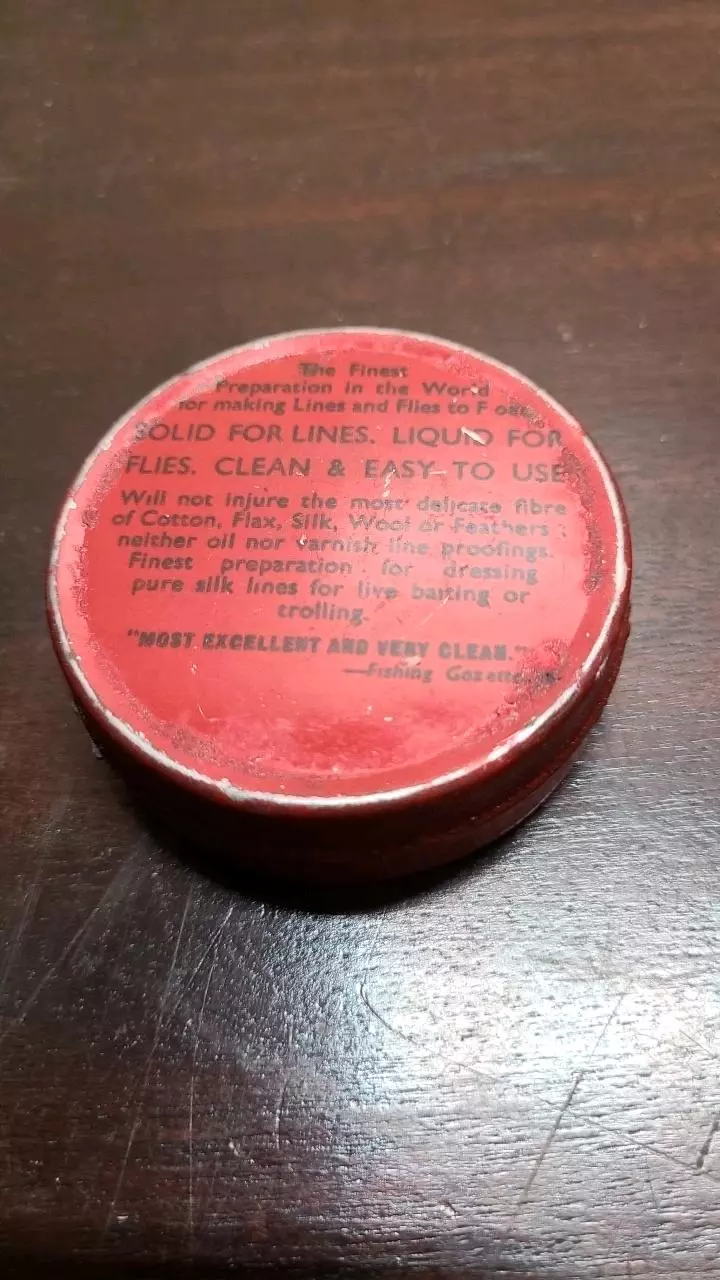 The Finest
Preparation in the World
for making Lines and Flies to Float
SOLID FOR LINES. LIQUID FOR
FLIES. CLEAN & EASY TO USE
Will not injure the most delicate fibre
of Cotton, Flax, Silk, Wool or Feathers :
neither oil nor varnish line proofings.
Finest preparation for dressing
pure silk lines for live baiting or
trolling.
"MOST EXCELLENT AND VERY CLEAN."
—Fishing Gazette.